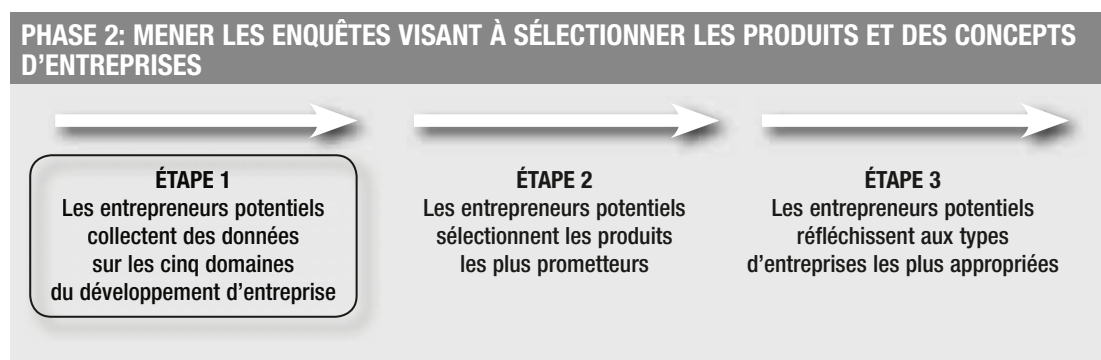 PHASE 2: MENER LES ENQUÊTES VISANT À SÉLECTIONNER LES PRODUITS ET DES CONCEPTS
D’ENTREPRISES
ÉTAPE 1
Les entrepreneurs potentiels
collectent des données
sur les cinq domaines
du développement d’entreprise
ÉTAPE 2
Les entrepreneurs potentiels
sélectionnent les produits
les plus prometteurs
ÉTAPE 3
Les entrepreneurs potentiels
réfléchissent aux types
d’entreprises les plus appropriées